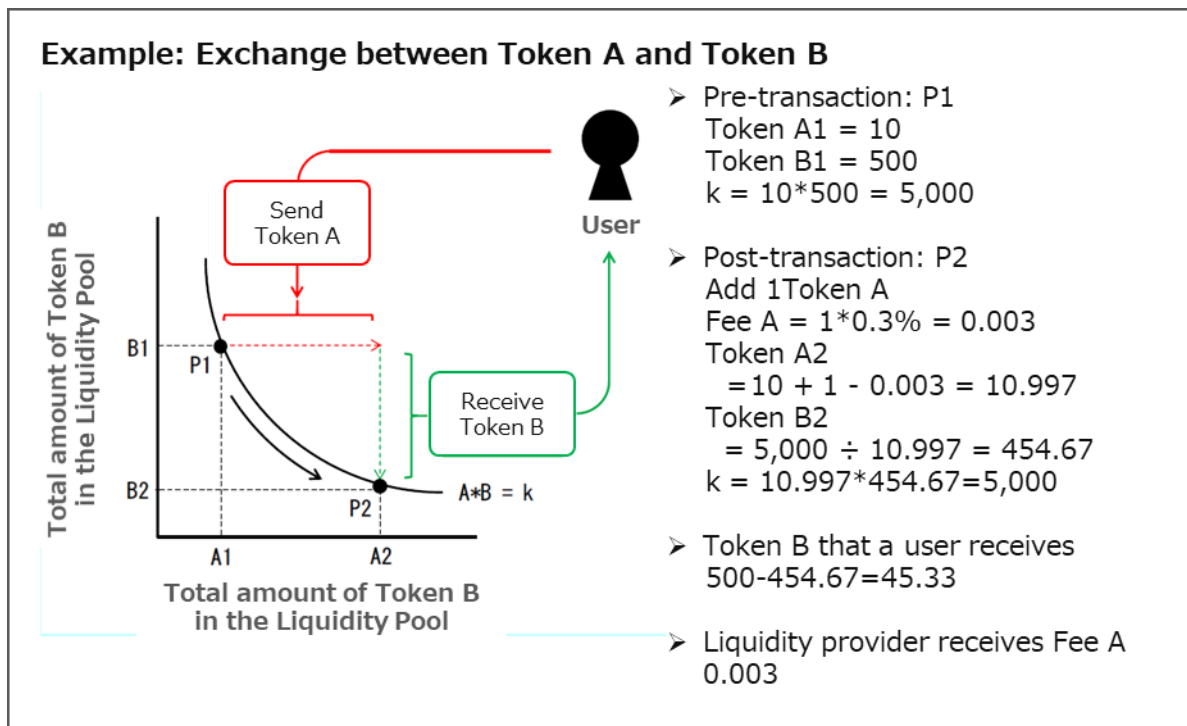 Example: Exchange between Token A and Token B
Total amount of Token B
in the Liquidity Pool
B1
B2
P1
P2
A1
A2
A*B = k
Send
Token A
Receive
Token B
User
Total amount of Token B
in the Liquidity Pool
➢ Pre-transaction: P1
Token A1 = 10
Token B1 = 500
k = 10*500 = 5,000
➢ Post-transaction: P2
Add 1Token A
Fee A = 1*0.3% = 0.003
Token A2
=10 + 1 - 0.003 = 10.997
Token B2
= 5,000 ÷ 10.997 = 454.67
k = 10.997*454.67=5,000
➢ Token B that a user receives
500-454.67=45.33
➢ Liquidity provider receives Fee A
0.003